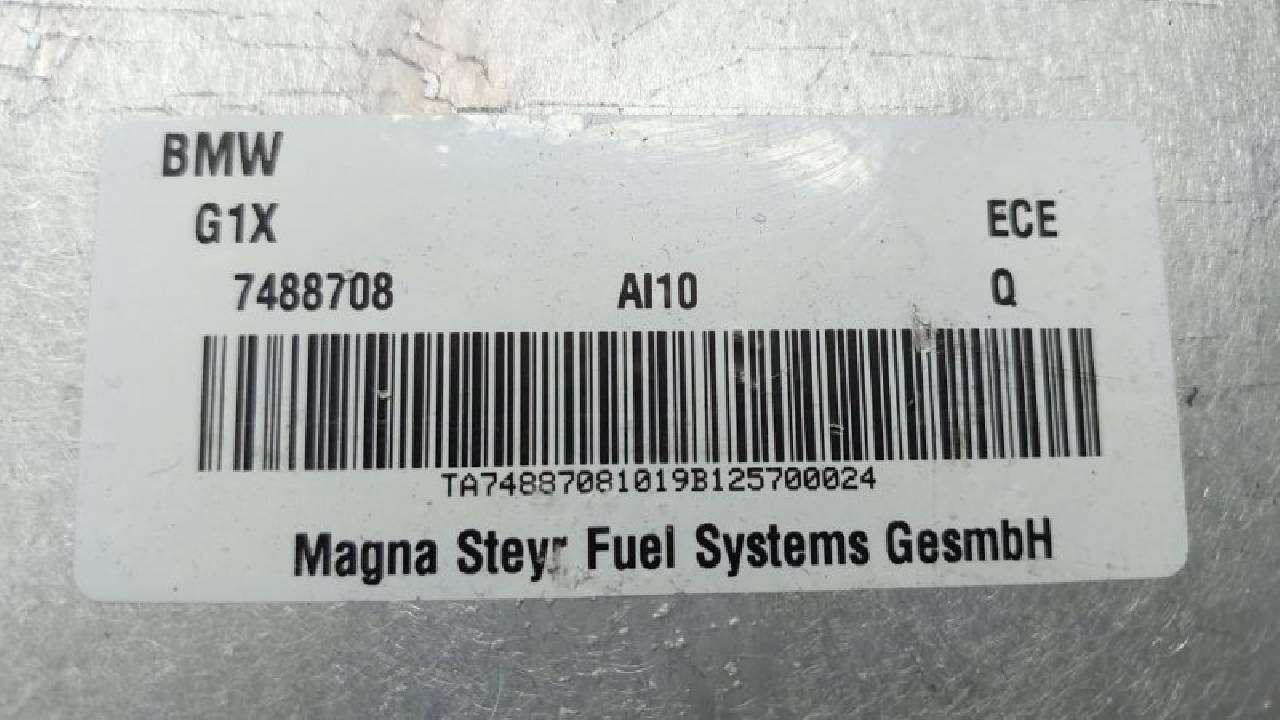 BMW
G1X ECE
7488708 AI10 Q
TA74887081019B125700024
Magna Steyr Fuel Systems GesmbH